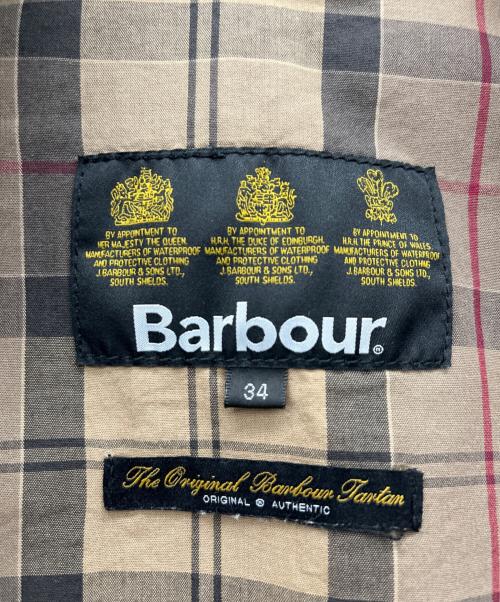 BY APPOINTMENT TO
HER MAJESTY THE QUEEN.
MANUFACTURERS OF WATERPROOF
AND PROTECTIVE CLOTHING
J.BARBOUR & SONS LTD.,
SOUTH SHIELDS.
BY APPOINTMENT TO
H.R.H. THE DUKE OF EDINBURGH.
MANUFACTURERS OF WATERPROOF
AND PROTECTIVE CLOTHING
J.BARBOUR & SONS LTD.,
SOUTH SHIELDS.
BY APPOINTMENT TO
H.R.H. THE PRINCE OF WALES
MANUFACTURERS OF WATERPROOF
AND PROTECTIVE CLOTHING
J.BARBOUR & SONS LTD.,
SOUTH SHIELDS.
Barbour®
34
The Original Barbour Tartan
ORIGINAL ® AUTHENTIC